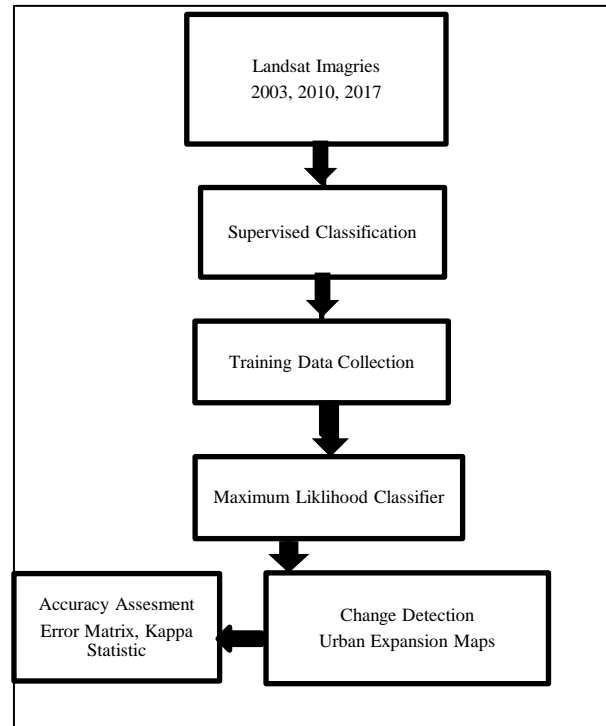 Landsat Imagries
2003, 2010, 2017
Supervised Classification
Training Data Collection
Maximum Liklihood Classifier
Change Detection
Urban Expansion Maps
Accuracy Assesment
Error Matrix, Kappa
Statistic